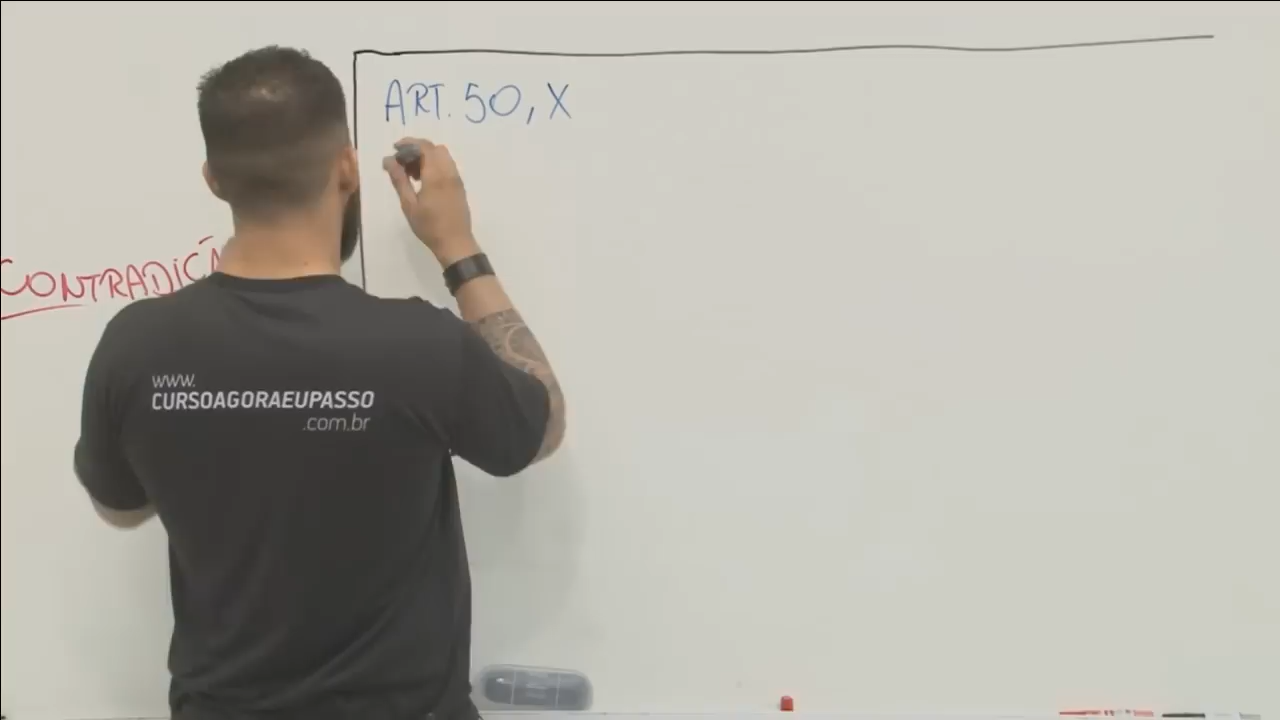 ART. 50, X
CONTRADIÇÃ
www.
CURSOAGORAEUPASSO
.com.br